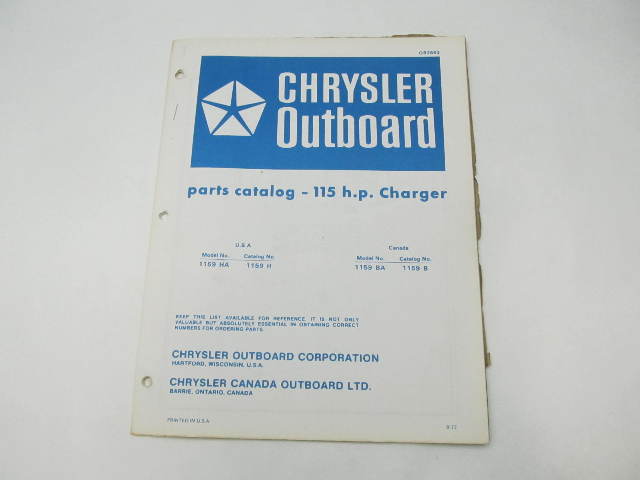 CHRYSLER
Outboard
parts catalog - 115 h.p. Charger
U.S.A
Canada
Model No. Catalog No.
Model No. Catalog No.
1159 HA 1159 H
1159 BA 1159 B
KEEP THIS LIST AVAILABLE FOR REFERENCE. IT IS NOT ONLY
VALUABLE BUT ABSOLUTELY ESSENTIAL IN OBTAINING CORRECT
NUMBERS FOR ORDERING PARTS.
CHRYSLER OUTBOARD CORPORATION
HARTFORD, WISCONSIN, U.S.A.
CHRYSLER CANADA OUTBOARD LTD.
BARRIE, ONTARIO, CANADA
PRINTED IN U.S.A